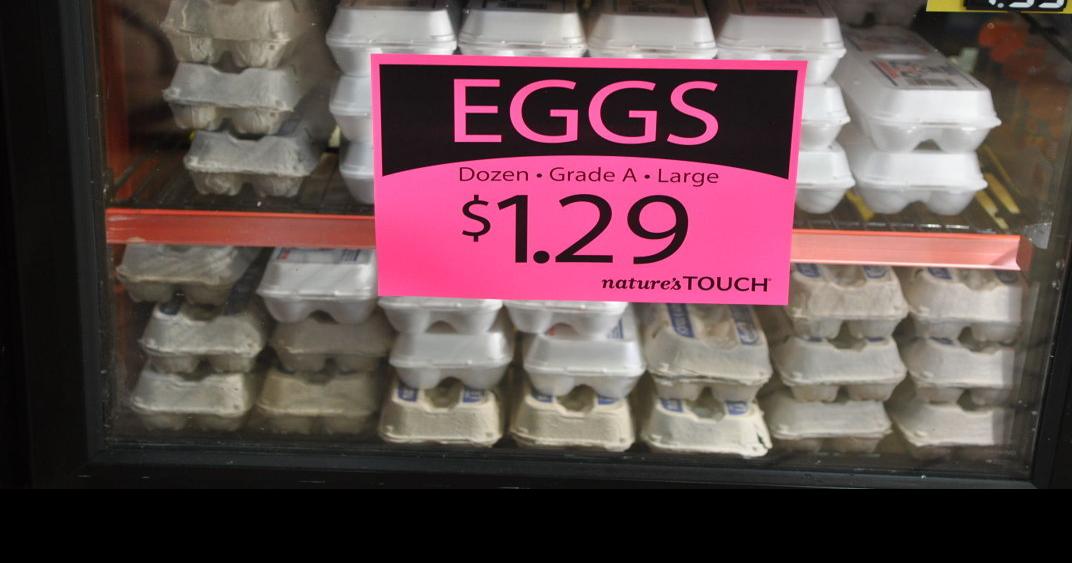 EGGS
Dozen • Grade A • Large
$1.29
nature's TOUCH